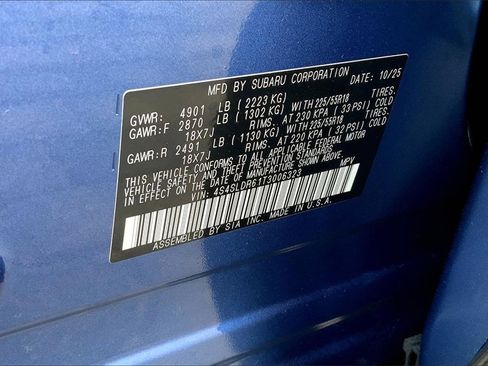 MFD BY SUBARU CORPORATION DATE: 10/25
GVWR: 4901 LB ( 2223 KG)
GAWR:F 2870 LB ( 1302 KG) WITH 225/55R18 TIRES.
18X7J RIMS. AT 230 KPA ( 33 PSI) COLD
GAWR:R 2491 LB ( 1130 KG) WITH 225/55R18 TIRES.
18X7J RIMS. AT 220 KPA ( 32 PSI) COLD
THIS VEHICLE CONFORMS TO ALL APPLICABLE FEDERAL MOTOR
VEHICLE SAFETY STANDARDS IN EFFECT ON THE DATE
OF MANUFACTURE SHOWN ABOVE.
VIN: 4S4SLDR61T3006323 MPV
ASSEMBLED BY SIA INC. MADE IN U.S.A.